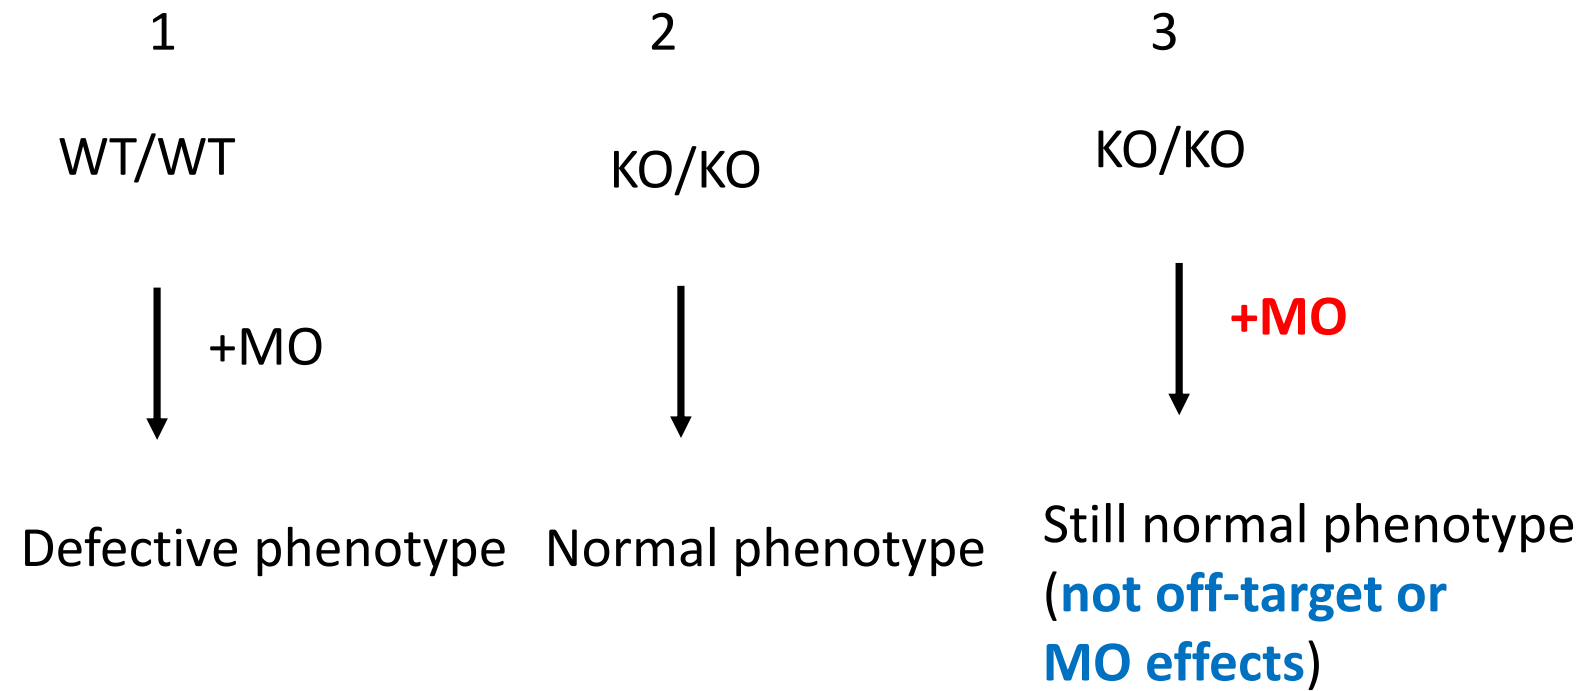 1
WT/WT
+MO
Defective phenotype
2
KO/KO
Normal phenotype
3
KO/KO
+MO
Still normal phenotype
(not off-target or
MO effects)